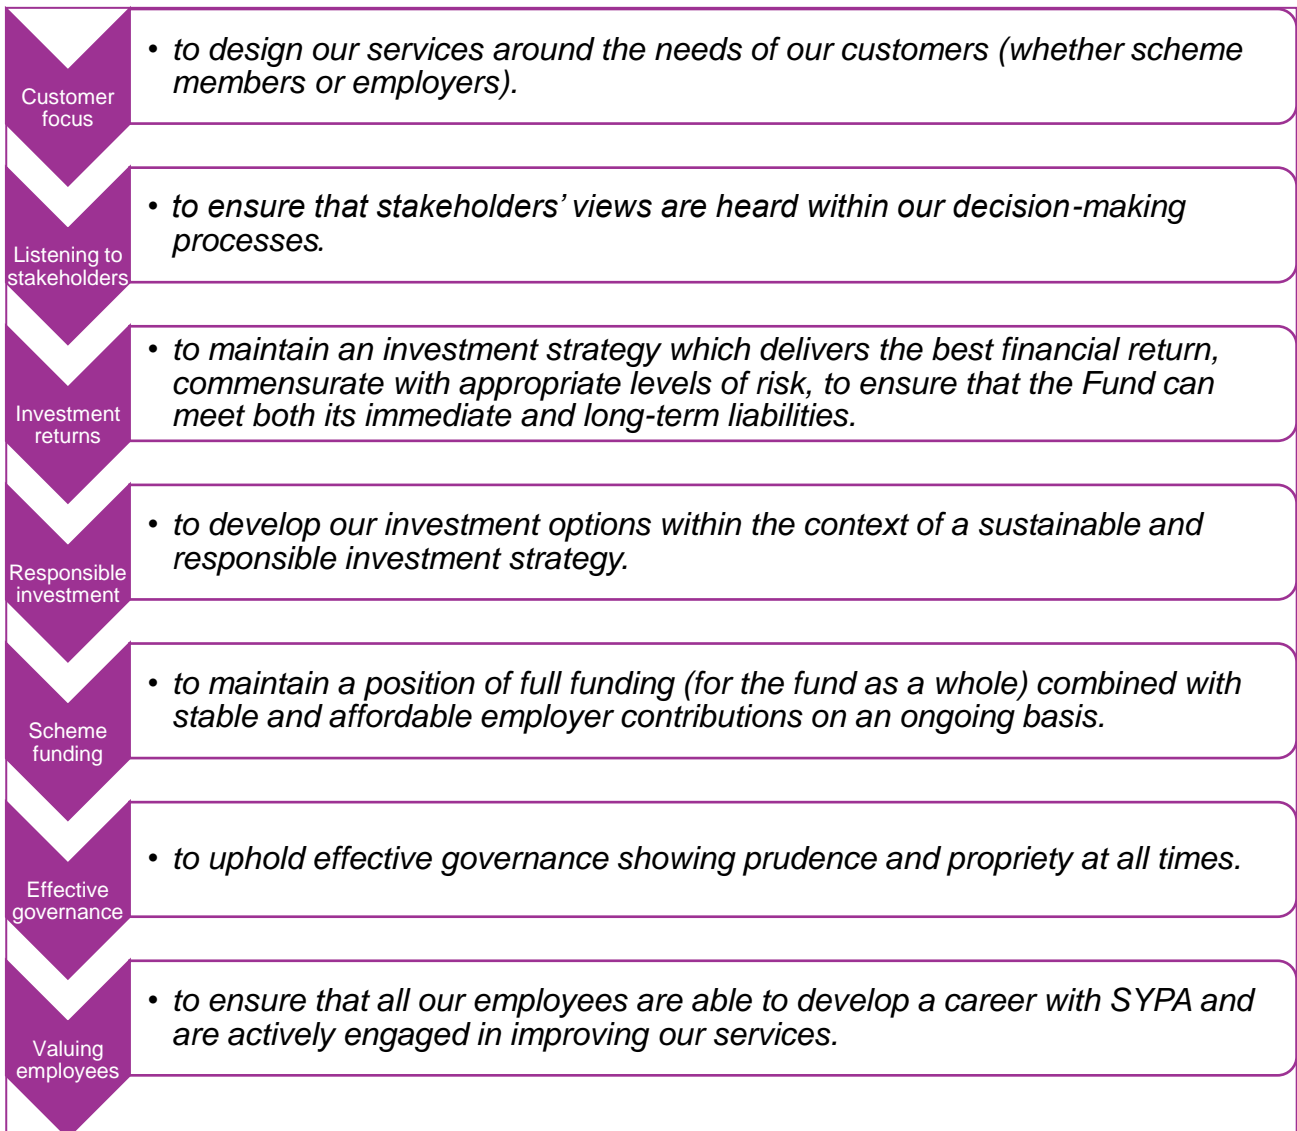 Customer
focus
• to design our services around the needs of our customers (whether scheme
members or employers).
Listening to
stakeholders
• to ensure that stakeholders’ views are heard within our decision-making
processes.
Investment
returns
• to maintain an investment strategy which delivers the best financial return,
commensurate with appropriate levels of risk, to ensure that the Fund can
meet both its immediate and long-term liabilities.
Responsible
investment
• to develop our investment options within the context of a sustainable and
responsible investment strategy.
Scheme
funding
• to maintain a position of full funding (for the fund as a whole) combined with
stable and affordable employer contributions on an ongoing basis.
Effective
governance
• to uphold effective governance showing prudence and propriety at all times.
Valuing
employees
• to ensure that all our employees are able to develop a career with SYPA and
are actively engaged in improving our services.